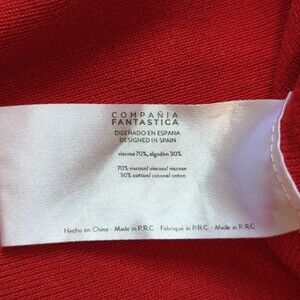 COMPAÑIA
FANTASTICA
DISEÑADO EN ESPAÑA
DESIGNED IN SPAIN
viscosa 70%, algodón 30%
70% viscosa/ viscose/ viscose
30% cotton/ cotone/ coton
Hecho en China - Made in P.R.C - Fabriqué in P.R.C - Made in P.R.C